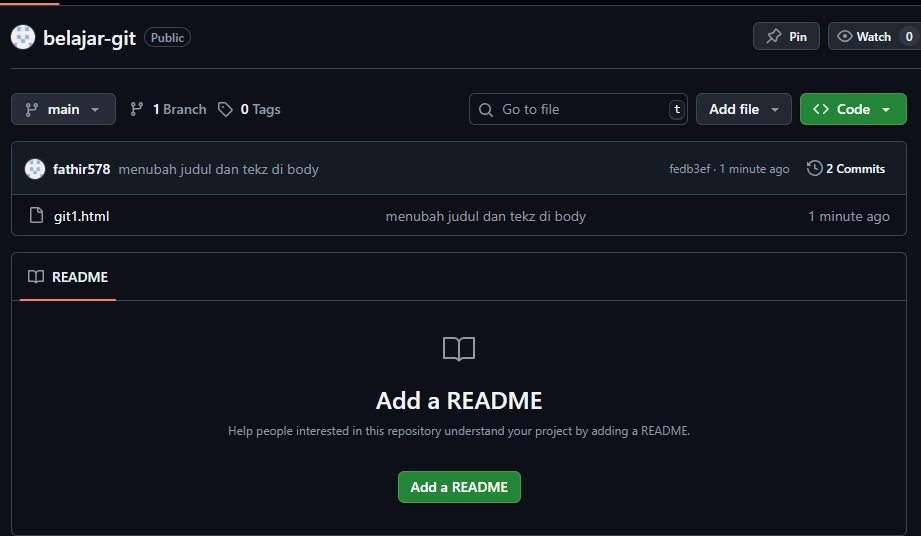 belajar-git Public Pin Watch 0
main 1 Branch 0 Tags Go to file t Add file Code
fathir578 menubah judul dan tekz di body fedb3ef · 1 minute ago 2 Commits
git1.html menubah judul dan tekz di body 1 minute ago
README
Add a README
Help people interested in this repository understand your project by adding a README.
Add a README